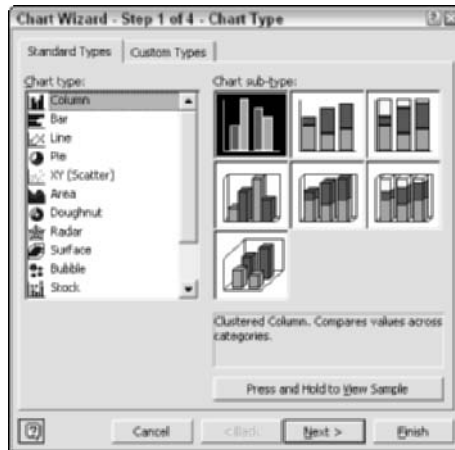 Chart Wizard - Step 1 of 4 - Chart Type
Standard Types
Custom Types
Chart type:
Column
Bar
Line
Pie
XY (Scatter)
Area
Doughnut
Radar
Surface
Bubble
Stock
Chart sub-type:
Clustered Column. Compares values across
categories.
Press and Hold to View Sample
Cancel
< Back
Next >
Finish